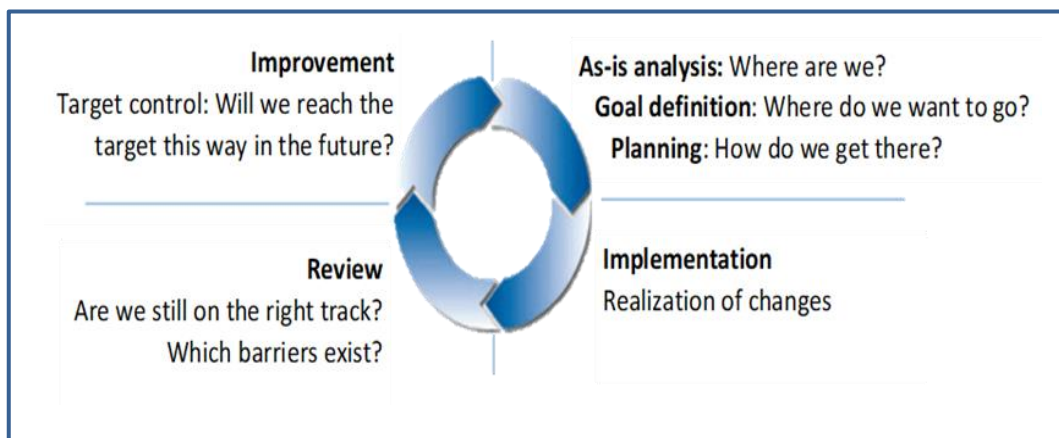 Improvement
Target control: Will we reach the
target this way in the future?
As-is analysis: Where are we?
Goal definition: Where do we want to go?
Planning: How do we get there?
Review
Are we still on the right track?
Which barriers exist?
Implementation
Realization of changes